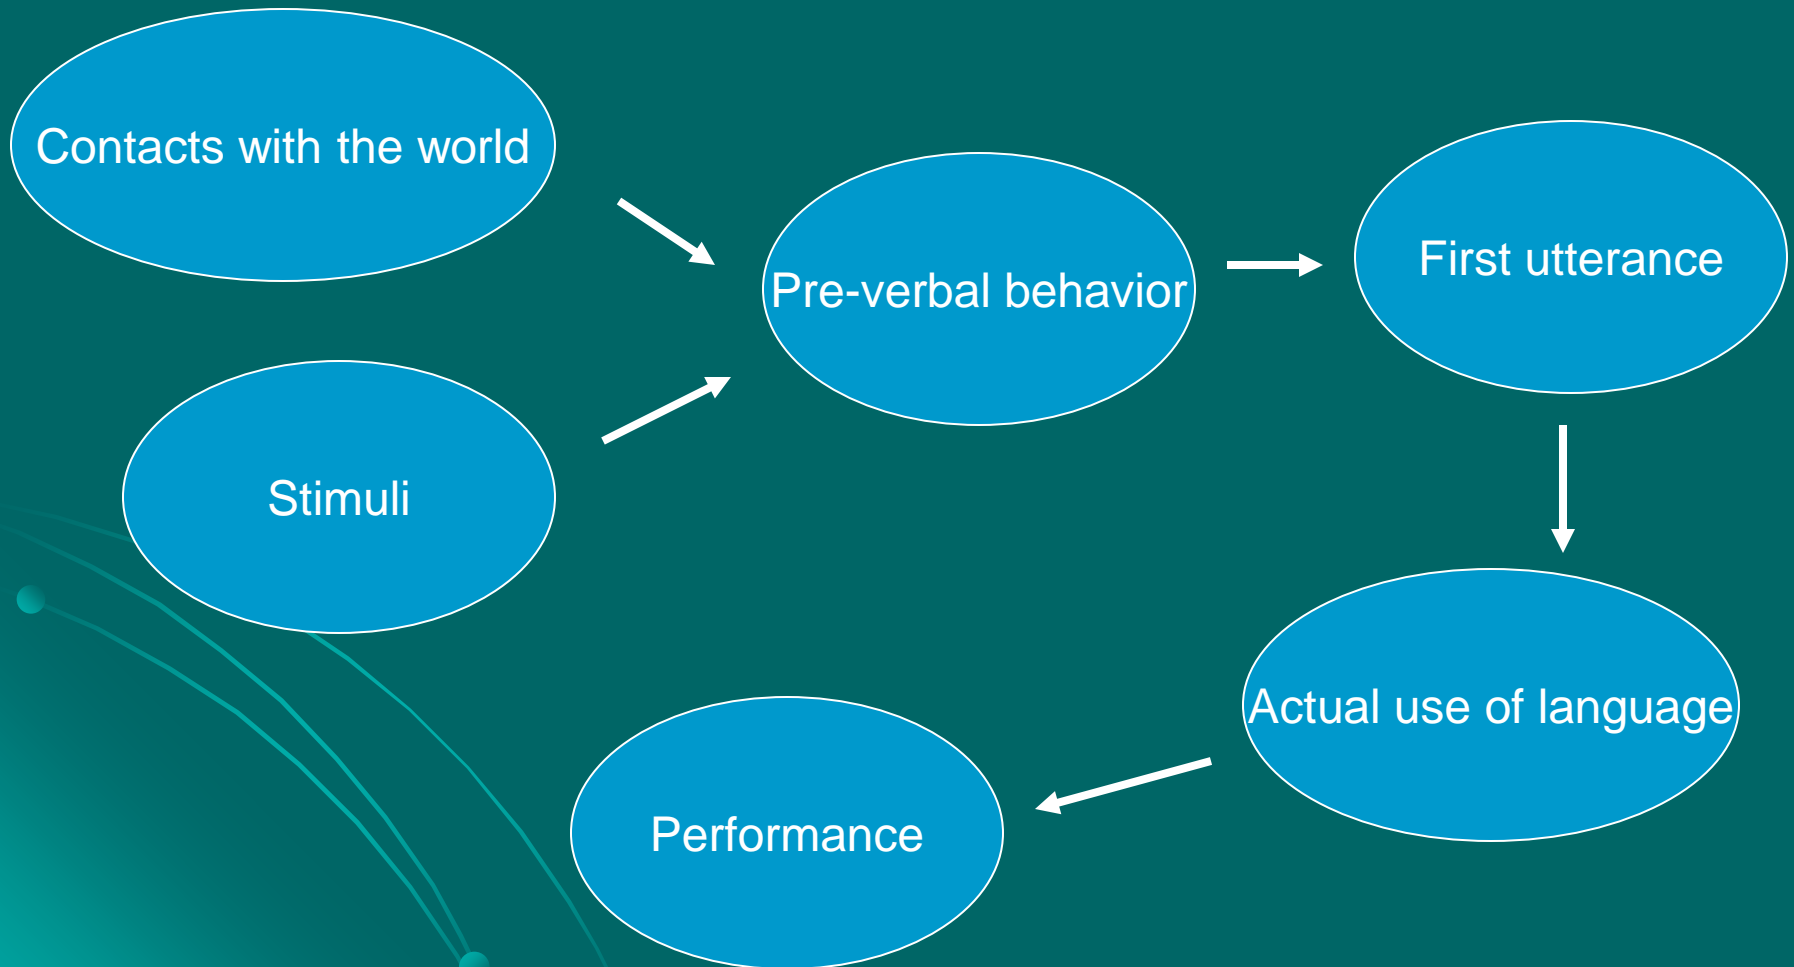 Contacts with the world
Stimuli
Pre-verbal behavior
First utterance
Actual use of language
Performance